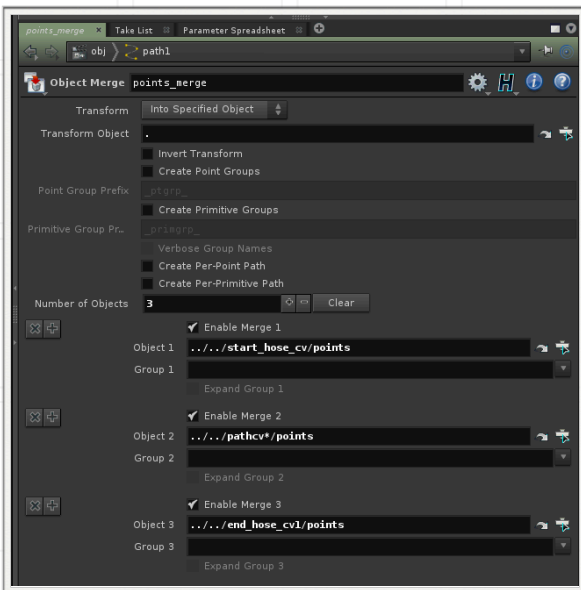 points_merge Take List Parameter Spreadsheet
obj path1
Object Merge points_merge
Transform Into Specified Object
Transform Object .
Invert Transform
Create Point Groups
Point Group Prefix _ptgrp_
Create Primitive Groups
Primitive Group Pr.. _primgrp_
Verbose Group Names
Create Per-Point Path
Create Per-Primitive Path
Number of Objects 3 Clear
Enable Merge 1
Object 1 ../../start_hose_cv/points
Group 1
Expand Group 1
Enable Merge 2
Object 2 ../../pathcv*/points
Group 2
Expand Group 2
Enable Merge 3
Object 3 ../../end_hose_cv1/points
Group 3
Expand Group 3